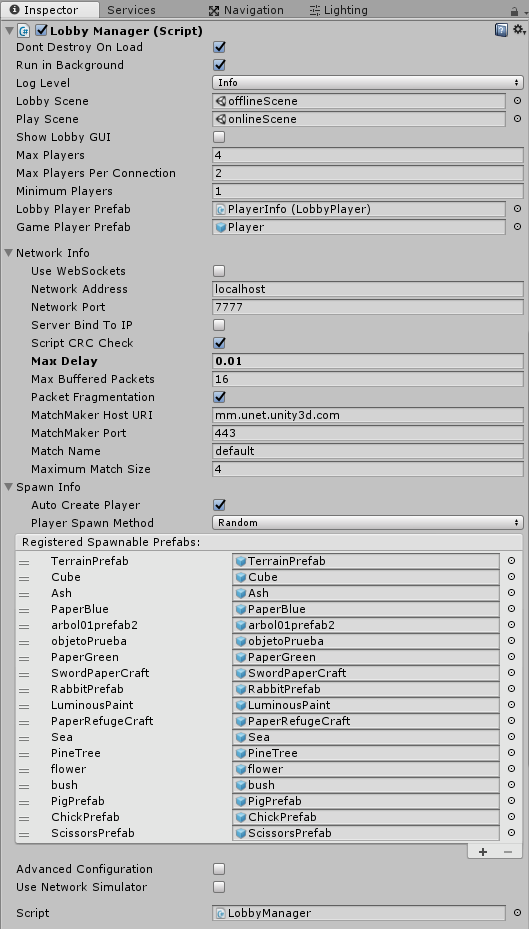 Inspector Services Navigation Lighting
Lobby Manager (Script)
Dont Destroy On Load
Run in Background
Log Level Info
Lobby Scene offlineScene
Play Scene onlineScene
Show Lobby GUI
Max Players 4
Max Players Per Connection 2
Minimum Players 1
Lobby Player Prefab PlayerInfo (LobbyPlayer)
Game Player Prefab Player
Network Info
Use WebSockets
Network Address localhost
Network Port 7777
Server Bind To IP
Script CRC Check
Max Delay 0.01
Max Buffered Packets 16
Packet Fragmentation
MatchMaker Host URI mm.unet.unity3d.com
MatchMaker Port 443
Match Name default
Maximum Match Size 4
Spawn Info
Auto Create Player
Player Spawn Method Random
Registered Spawnable Prefabs:
TerrainPrefab TerrainPrefab
Cube Cube
Ash Ash
PaperBlue PaperBlue
arbol01prefab2 arbol01prefab2
objetoPrueba objetoPrueba
PaperGreen PaperGreen
SwordPaperCraft SwordPaperCraft
RabbitPrefab RabbitPrefab
LuminousPaint LuminousPaint
PaperRefugeCraft PaperRefugeCraft
Sea Sea
PineTree PineTree
flower flower
bush bush
PigPrefab PigPrefab
ChickPrefab ChickPrefab
ScissorsPrefab ScissorsPrefab
Advanced Configuration
Use Network Simulator
Script LobbyManager